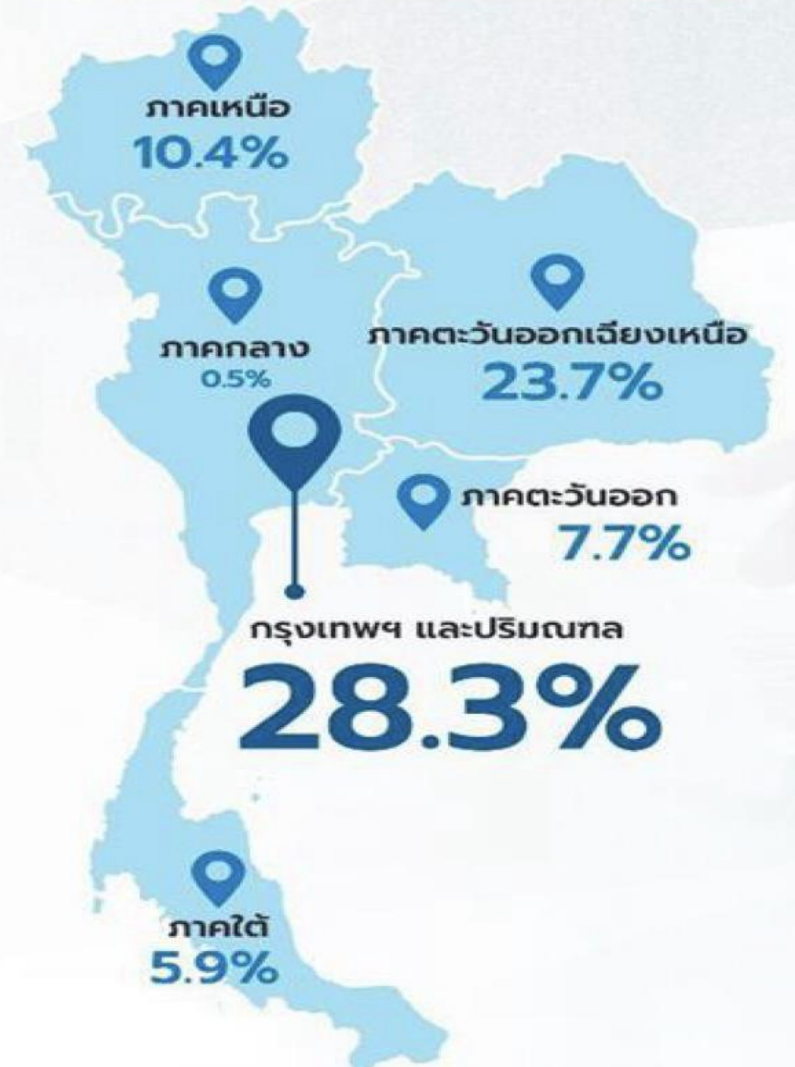 ภาคเหนือ
10.4%
ภาคกลาง
0.5%
ภาคตะวันออกเฉียงเหนือ
23.7%
ภาคตะวันออก
7.7%
กรุงเทพฯ และปริมณฑล
28.3%
ภาคใต้
5.9%